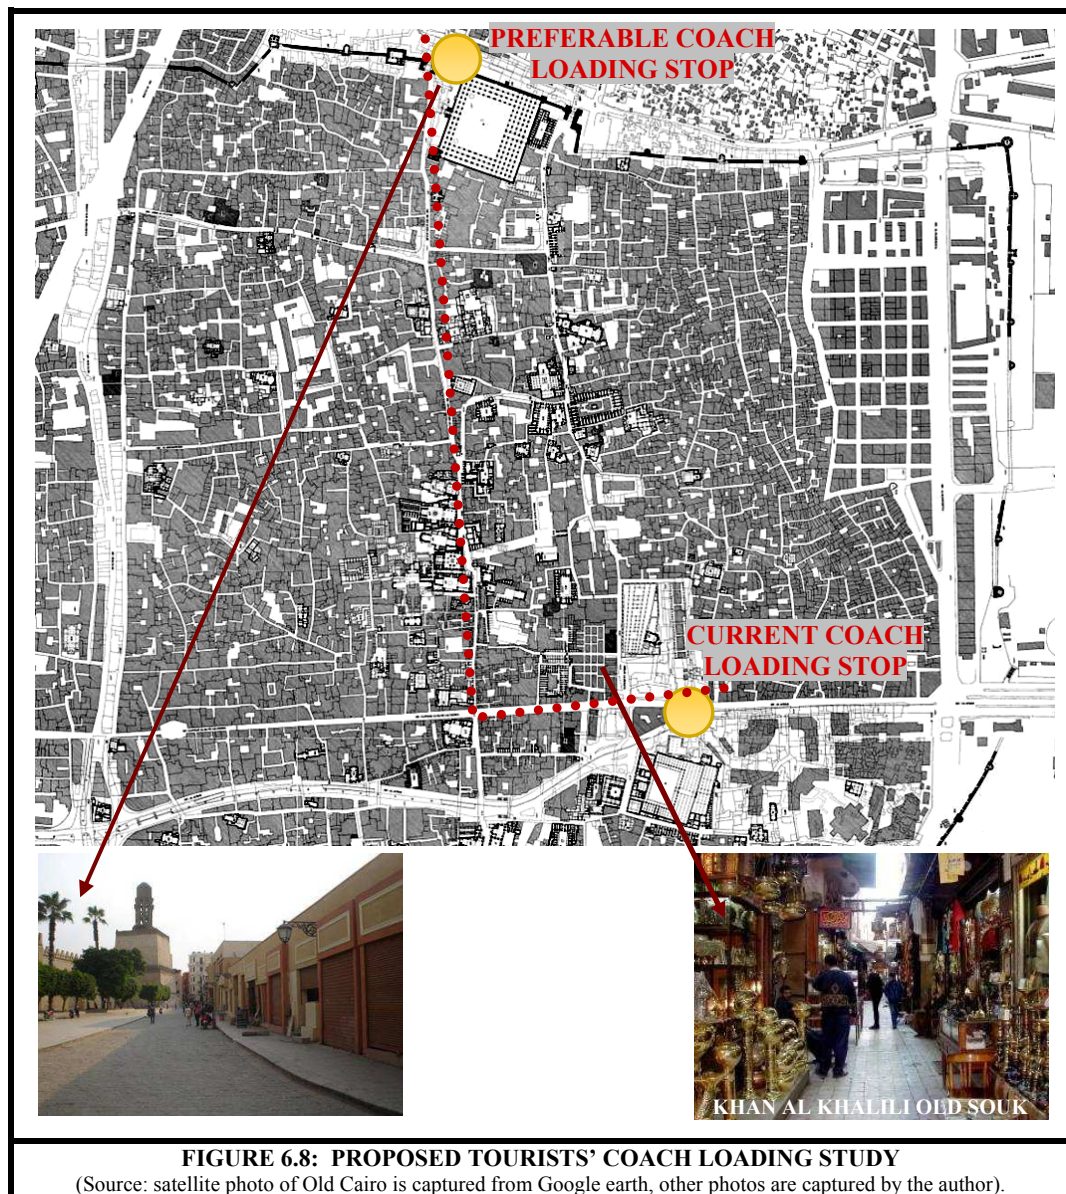 PREFERABLE COACH
LOADING STOP
CURRENT COACH
LOADING STOP
KHAN AL KHALILI OLD SOUK
FIGURE 6.8: PROPOSED TOURISTS’ COACH LOADING STUDY
(Source: satellite photo of Old Cairo is captured from Google earth, other photos are captured by the author).